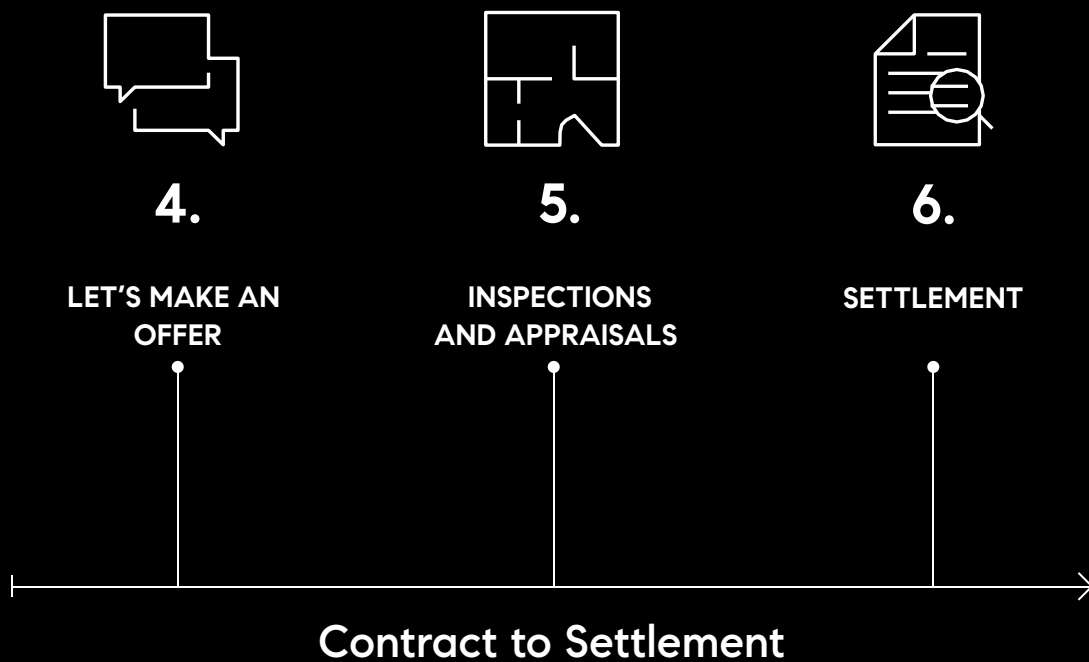 4.
LET’S MAKE AN
OFFER
5.
INSPECTIONS
AND APPRAISALS
6.
SETTLEMENT
Contract to Settlement